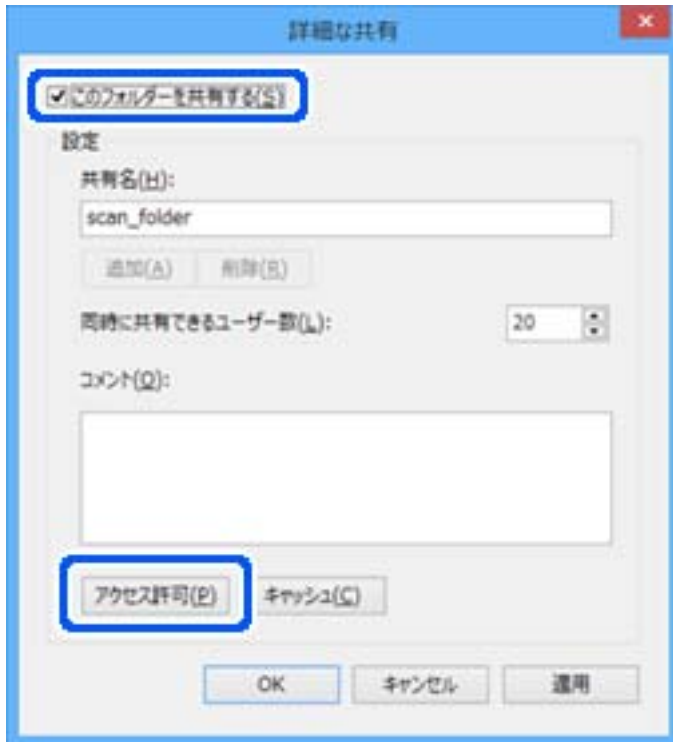 詳細な共有
このフォルダーを共有する(S)
設定
共有名(H):
scan_folder
追加(A) 削除(R)
同時に共有できるユーザー数(L): 20
コメント(O):
アクセス許可(P) キャッシュ(C)
OK キャンセル 適用